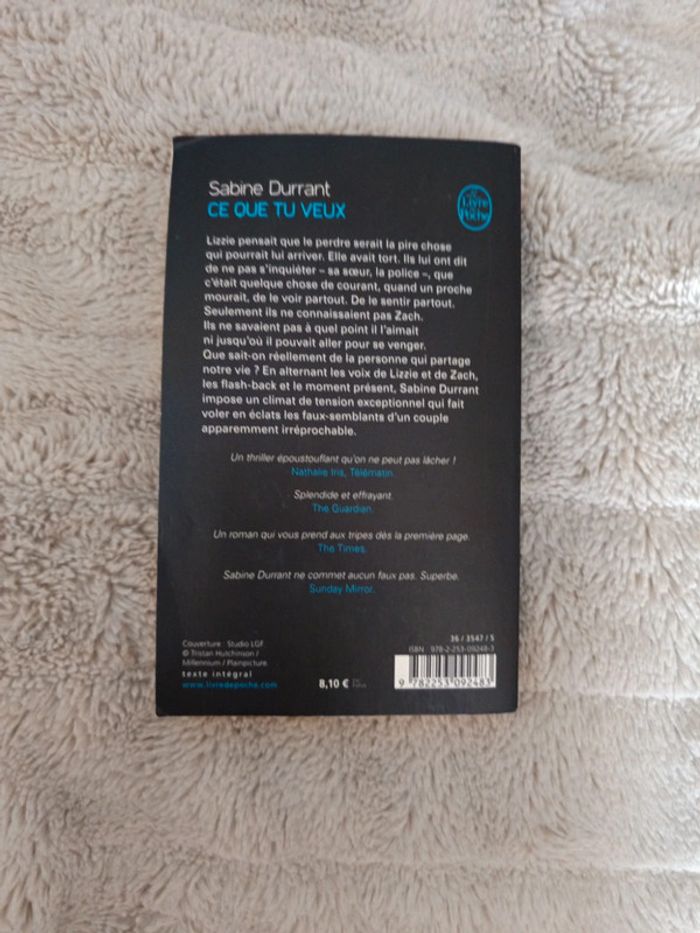 Sabine Durrant
CE QUE TU VEUX
Le
Livre
de
Poche
Lizzie pensait que le perdre serait la pire chose
qui pourrait lui arriver. Elle avait tort. Ils lui ont dit
de ne pas s'inquiéter – sa sœur, la police –, que
c'était quelque chose de courant, quand un proche
mourait, de le voir partout. De le sentir partout.
Seulement ils ne connaissaient pas Zach.
Ils ne savaient pas à quel point il l'aimait
ni jusqu'où il pouvait aller pour se venger.
Que sait-on réellement de la personne qui partage
notre vie ? En alternant les voix de Lizzie et de Zach,
les flash-back et le moment présent, Sabine Durrant
impose un climat de tension exceptionnel qui fait
voler en éclats les faux-semblants d'un couple
apparemment irréprochable.
Un thriller époustouflant qu'on ne peut pas lâcher !
Nathalie Iris, Télématin.
Splendide et effrayant.
The Guardian.
Un roman qui vous prend aux tripes dès la première page.
The Times.
Sabine Durrant ne commet aucun faux pas. Superbe.
Sunday Mirror.
Couverture : Studio LGF.
© Tristan Hutchinson /
Millennium / Plainpicture.
texte intégral
www.livredepoche.com
8,10 €
36 / 3547 / 5
ISBN : 978-2-253-09248-3
9 782253 092483